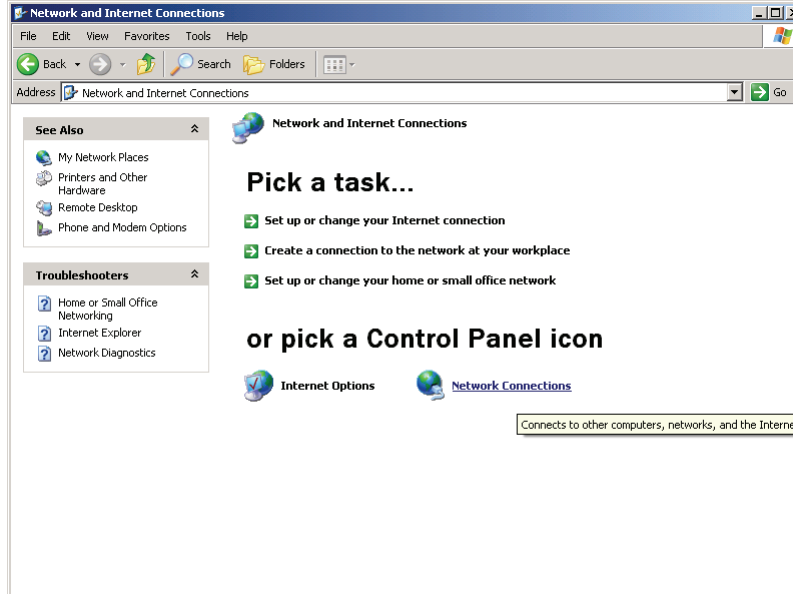 Network and Internet Connections
File Edit View Favorites Tools Help
Back Search Folders
Address Network and Internet Connections Go
See Also
My Network Places
Printers and Other
Hardware
Remote Desktop
Phone and Modem Options
Troubleshooters
Home or Small Office
Networking
Internet Explorer
Network Diagnostics
Network and Internet Connections
Pick a task...
Set up or change your Internet connection
Create a connection to the network at your workplace
Set up or change your home or small office network
or pick a Control Panel icon
Internet Options Network Connections
Connects to other computers, networks, and the Interne